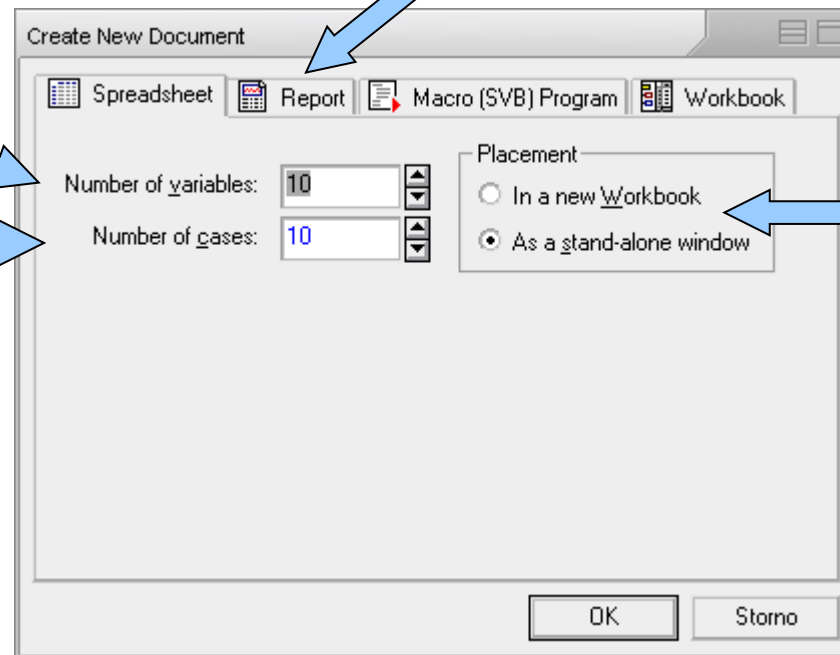 Create New Document
Spreadsheet Report Macro (SVB) Program Workbook
Number of variables: 10
Number of cases: 10
Placement
In a new Workbook
As a stand-alone window
OK Storno